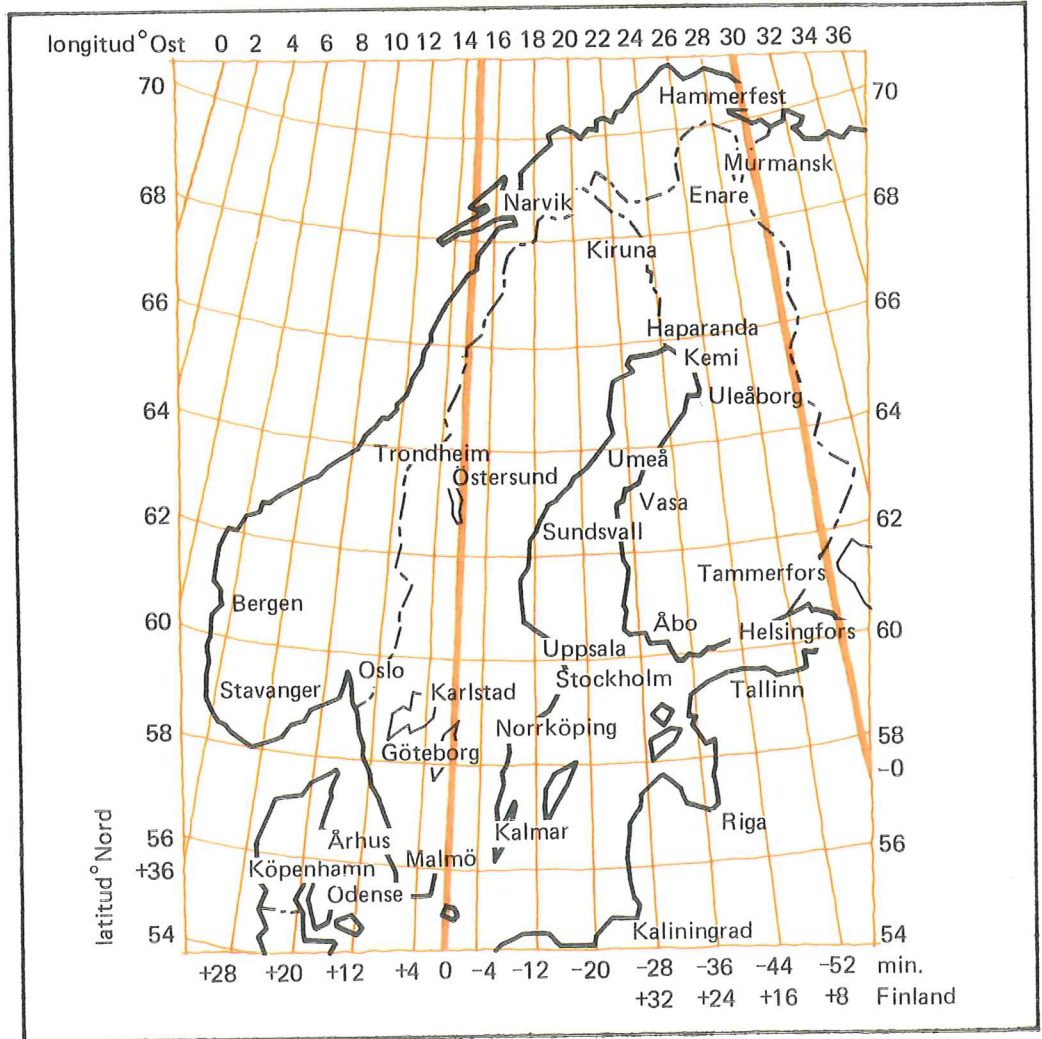 longitud° Ost 0 2 4 6 8 10 12 14 16 18 20 22 24 26 28 30 32 34 36
70 70
Hammerfest
Murmansk
68 Narvik Enare 68
Kiruna
66 66
Haparanda
Kemi
Uleåborg
64 64
Trondheim Umeå
Östersund
Vasa
62 Sundsvall 62
Tammerfors
Bergen
60 Åbo Helsingfors 60
Uppsala
Oslo Stockholm
Stavanger Karlstad Tallinn
58 Norrköping 58
Göteborg -0
Riga
56 Århus Kalmar 56
+36 Köpenhamn Malmö
Odense
latitud° Nord
54 Kaliningrad 54
+28 +20 +12 +4 0 -4 -12 -20 -28 -36 -44 -52 min.
+32 +24 +16 +8 Finland